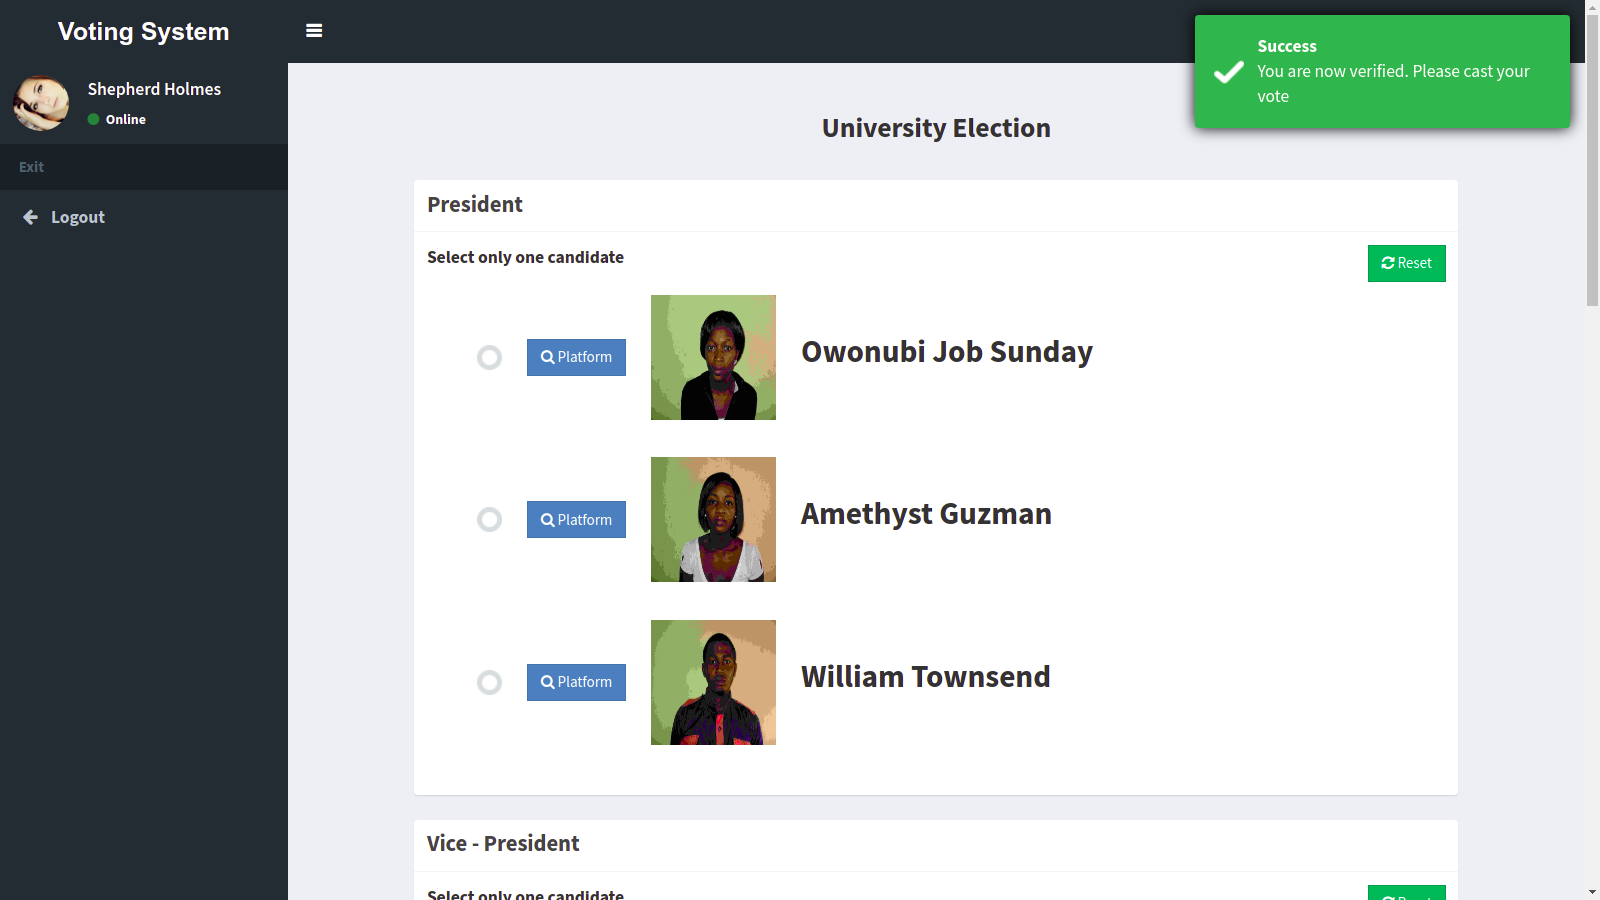 Voting System
Success
You are now verified. Please cast your
vote
Shepherd Holmes
Online
University Election
Exit
Logout
President
Select only one candidate
Reset
Platform
Owonubi Job Sunday
Platform
Amethyst Guzman
Platform
William Townsend
Vice - President
Select only one candidate
Reset